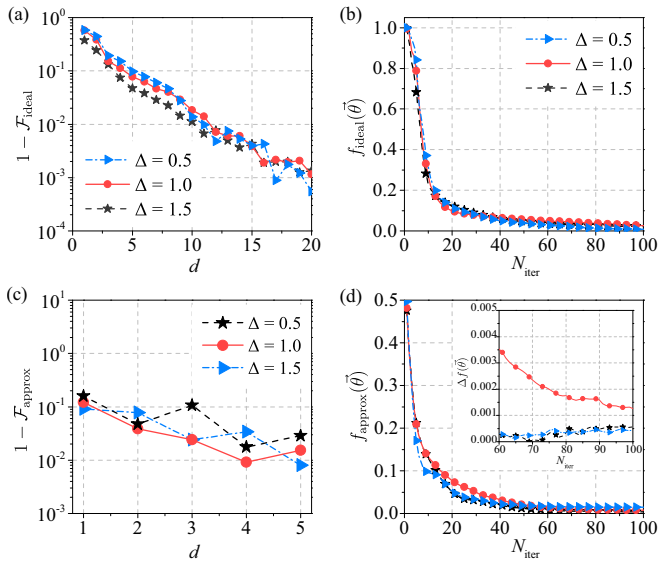 (a)
10^0
10^-1
10^-2
10^-3
10^-4
1 − 𝓕_ideal
Δ = 0.5
Δ = 1.0
Δ = 1.5
0 5 10 15 20
d
(b)
1.0
0.8
0.6
0.4
0.2
0.0
f_ideal(θ⃗)
Δ = 0.5
Δ = 1.0
Δ = 1.5
0 20 40 60 80 100
N_iter
(c)
10^1
10^0
10^-1
10^-2
10^-3
1 − 𝓕_approx
Δ = 0.5
Δ = 1.0
Δ = 1.5
1 2 3 4 5
d
(d)
0.5
0.4
0.3
0.2
0.1
0.0
f_approx(θ⃗)
0.005
0.004
0.003
0.002
0.001
0.000
Δf(θ⃗)
60 70 80 90 100
N_iter
0 20 40 60 80 100
N_iter